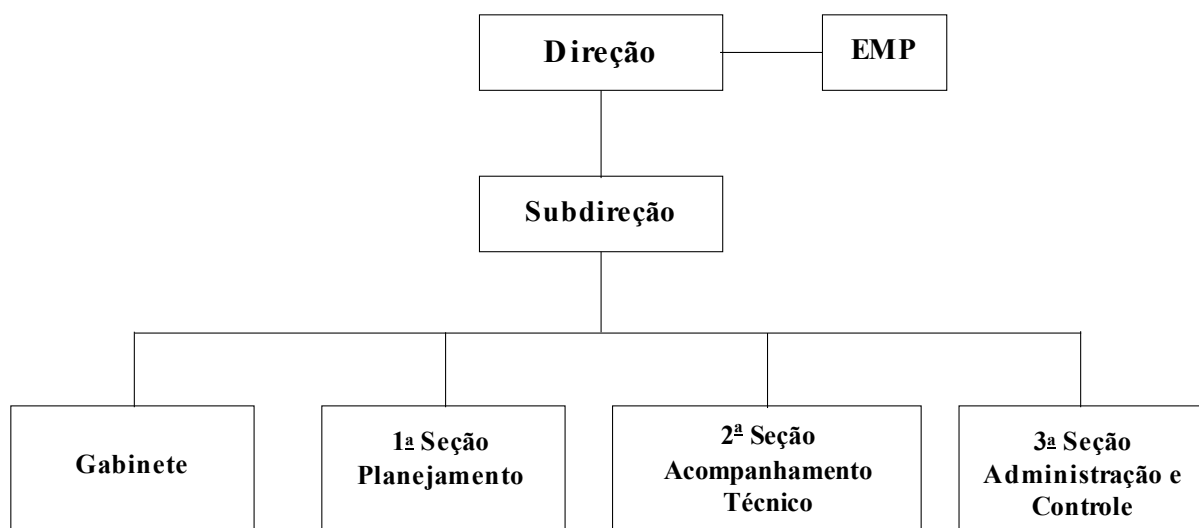 Direção
EMP
Subdireção
Gabinete
1ª Seção
Planejamento
2ª Seção
Acompanhamento
Técnico
3ª Seção
Administração e
Controle